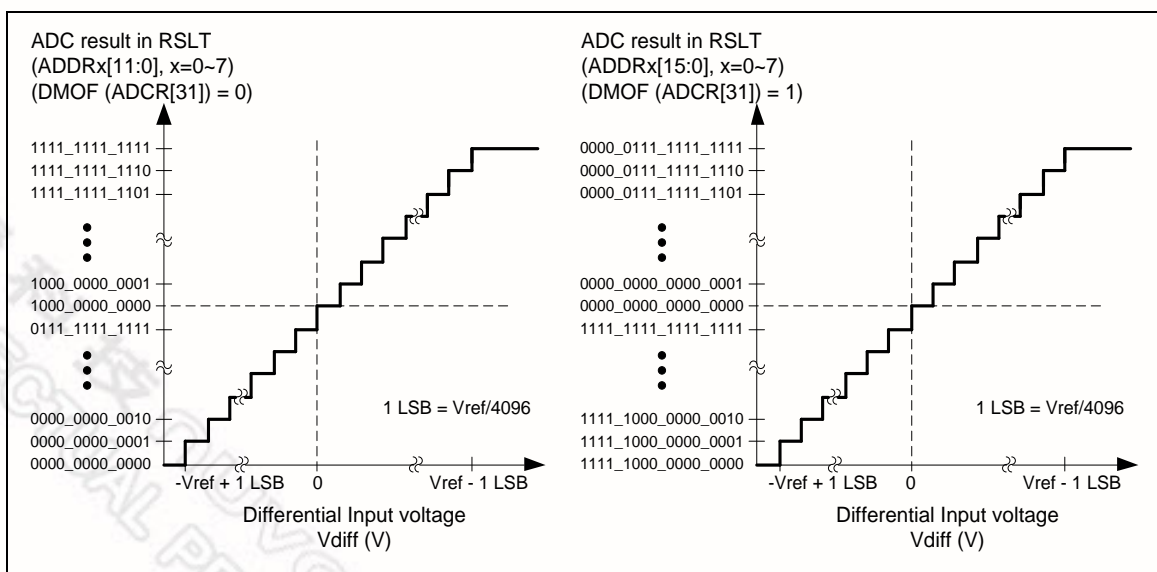 ADC result in RSLT
(ADDRx[11:0], x=0~7)
(DMOF (ADCR[31]) = 0)
1111_1111_1111
1111_1111_1110
1111_1111_1101
1000_0000_0001
1000_0000_0000
0111_1111_1111
0000_0000_0010
0000_0000_0001
0000_0000_0000
1 LSB = Vref/4096
-Vref + 1 LSB
0
Vref - 1 LSB
Differential Input voltage
Vdiff (V)
ADC result in RSLT
(ADDRx[15:0], x=0~7)
(DMOF (ADCR[31]) = 1)
0000_0111_1111_1111
0000_0111_1111_1110
0000_0111_1111_1101
0000_0000_0000_0001
0000_0000_0000_0000
1111_1111_1111_1111
1111_1000_0000_0010
1111_1000_0000_0001
1111_1000_0000_0000
1 LSB = Vref/4096
-Vref + 1 LSB
0
Vref - 1 LSB
Differential Input voltage
Vdiff (V)